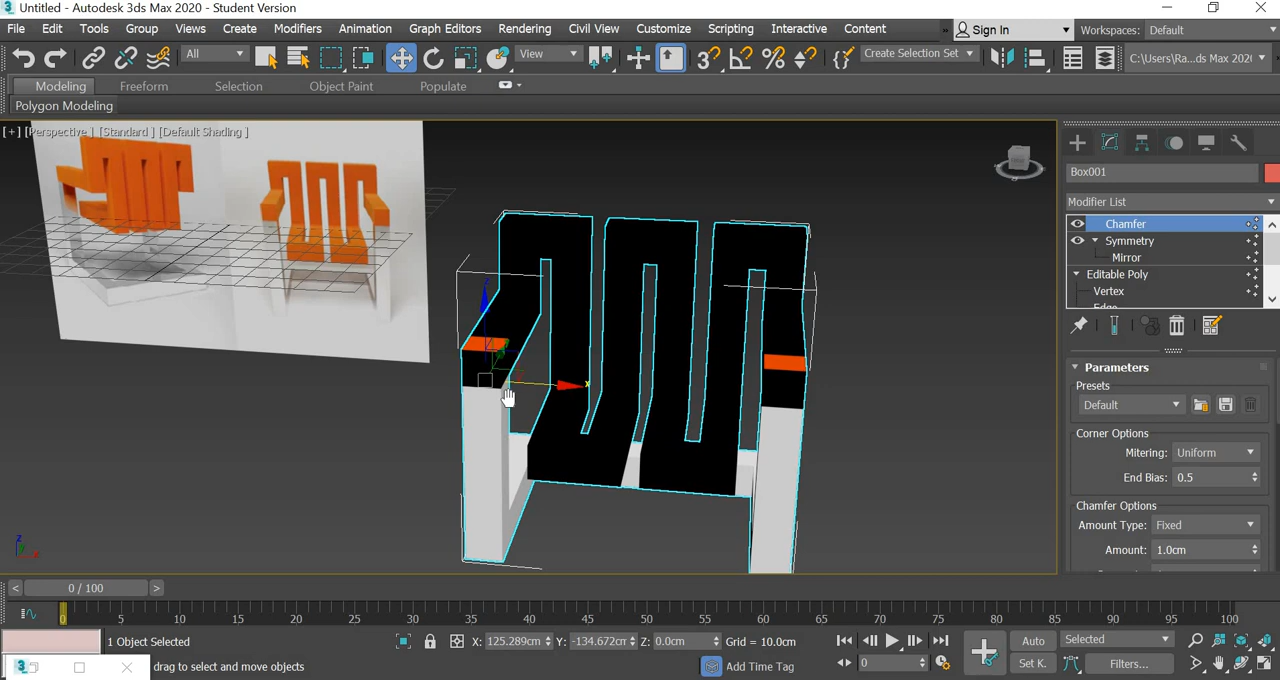 Untitled - Autodesk 3ds Max 2020 - Student Version
File Edit Tools Group Views Create Modifiers Animation Graph Editors Rendering Civil View Customize Scripting Interactive Content » Sign In Workspaces: Default
All View Create Selection Set C:\Users\Ra...ds Max 202(
Modeling Freeform Selection Object Paint Populate
Polygon Modeling
[+] [Perspective ] [Standard ] [Default Shading ]
Box001
Modifier List
Chamfer
Symmetry
Mirror
Editable Poly
Vertex
Edge
Parameters
Presets
Default
Corner Options
Mitering: Uniform
End Bias: 0.5
Chamfer Options
Amount Type: Fixed
Amount: 1.0cm
z
x
z
x
< 0 / 100 >
0 5 10 15 20 25 30 35 40 45 50 55 60 65 70 75 80 85 90 95 100
1 Object Selected X: 125.289cm Y: -134.672cm Z: 0.0cm Grid = 10.0cm Auto Selected
drag to select and move objects Add Time Tag 0 Set K. Filters...